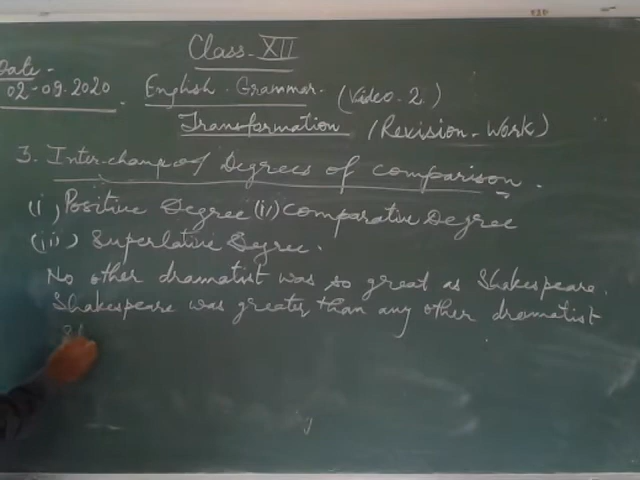 Class - XII
Date -
02-09-2020
English. Grammar. (Video. 2.)
Transformation (Revision-Work)
3. Inter-change of Degrees of comparison.
(i) Positive Degree (ii) Comparative Degree
(iii) Superlative Degree.
No other dramatist was so great as Shakespeare.
Shakespeare was greater than any other dramatist